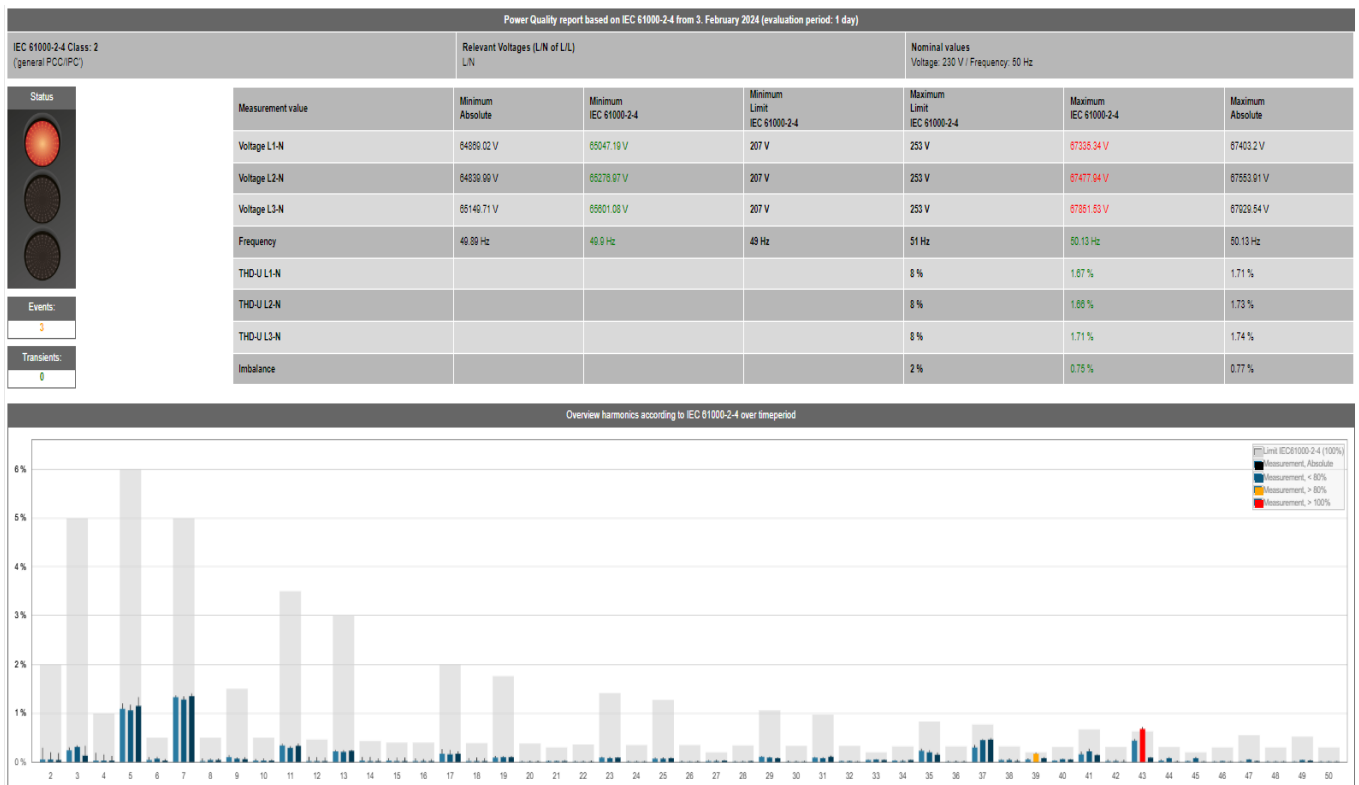 Power Quality report based on IEC 61000-2-4 from 3. February 2024 (evaluation period: 1 day)
IEC 61000-2-4 Class: 2
('general PCC/IPC')
Relevant Voltages (L/N of L/L)
L/N
Nominal values
Voltage: 230 V / Frequency: 50 Hz
Status
Events:
3
Transients:
0
Measurement value
Minimum
Absolute
Minimum
IEC 61000-2-4
Minimum
Limit
IEC 61000-2-4
Maximum
Limit
IEC 61000-2-4
Maximum
IEC 61000-2-4
Maximum
Absolute
Voltage L1-N 64869.02 V 65047.19 V 207 V 253 V 67335.34 V 67403.2 V
Voltage L2-N 64839.99 V 65276.97 V 207 V 253 V 67477.94 V 67553.91 V
Voltage L3-N 65149.71 V 65601.08 V 207 V 253 V 67851.53 V 67929.54 V
Frequency 49.89 Hz 49.9 Hz 49 Hz 51 Hz 50.13 Hz 50.13 Hz
THD-U L1-N 8 % 1.67 % 1.71 %
THD-U L2-N 8 % 1.66 % 1.73 %
THD-U L3-N 8 % 1.71 % 1.74 %
Imbalance 2 % 0.75 % 0.77 %
Overview harmonics according to IEC 61000-2-4 over timeperiod
Limit IEC61000-2-4 (100%)
Measurement, Absolute
Measurement, < 80%
Measurement, > 80%
Measurement, > 100%
6 %
5 %
4 %
3 %
2 %
1 %
0 %
2 3 4 5 6 7 8 9 10 11 12 13 14 15 16 17 18 19 20 21 22 23 24 25 26 27 28 29 30 31 32 33 34 35 36 37 38 39 40 41 42 43 44 45 46 47 48 49 50